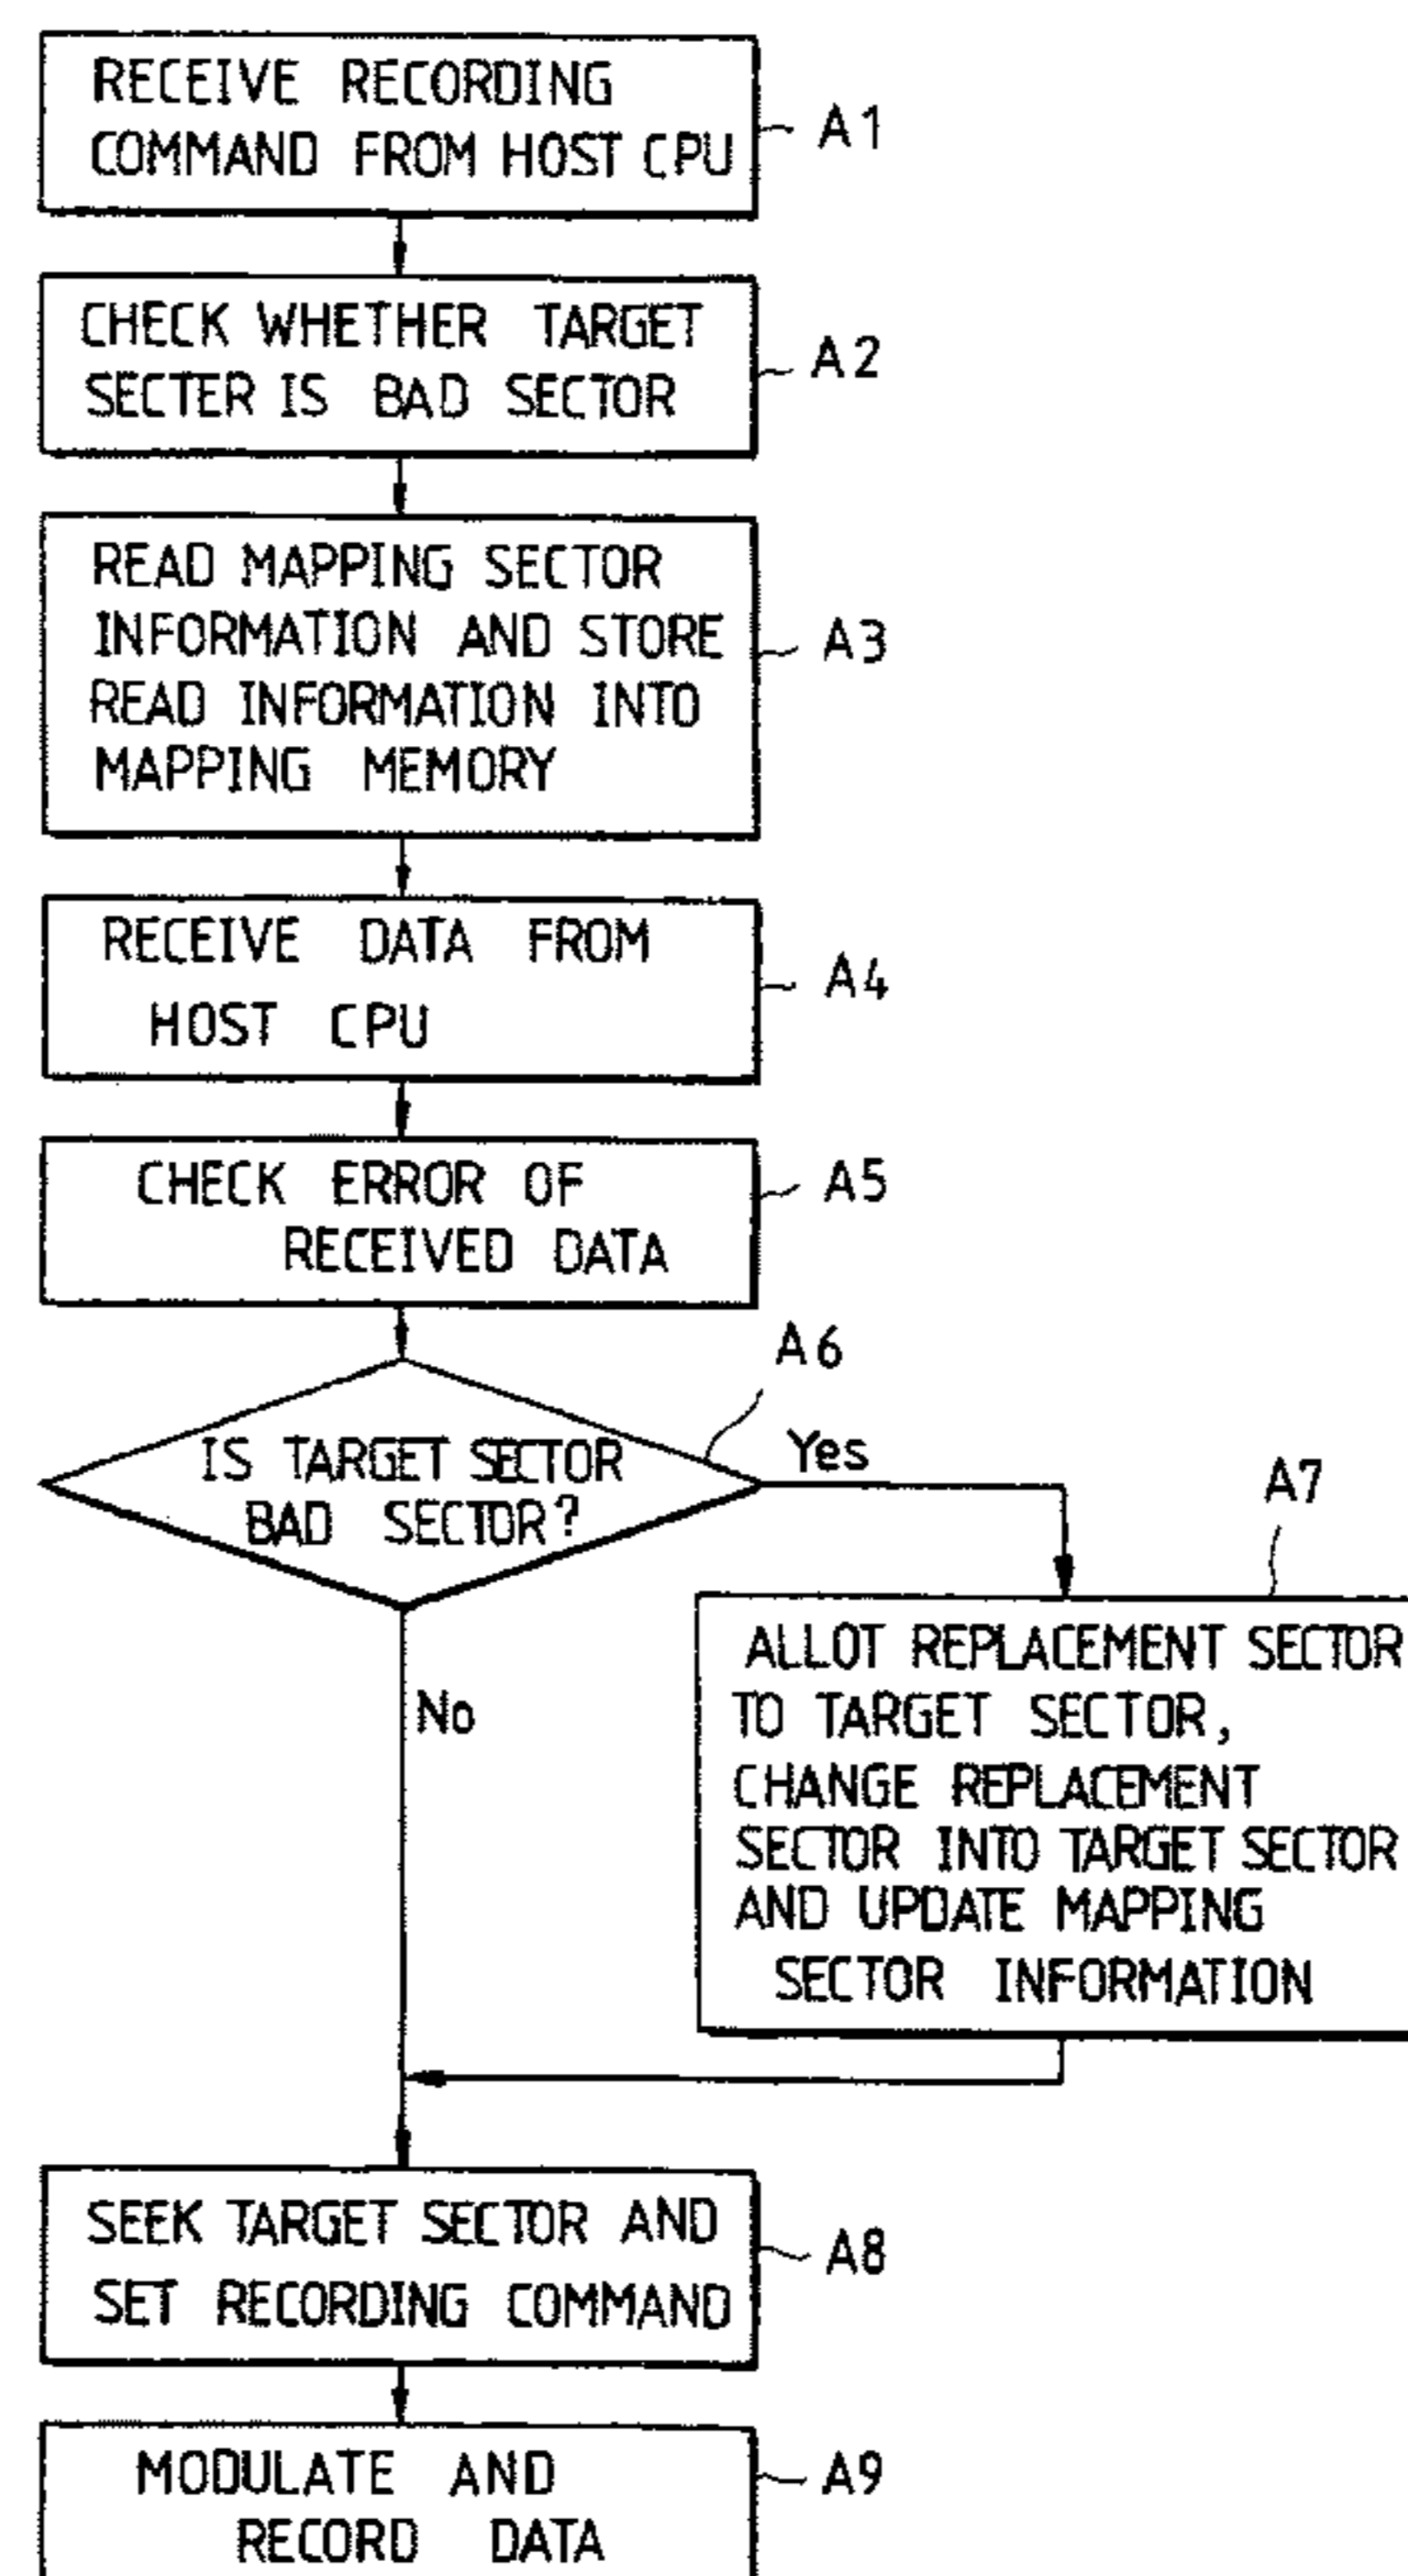 RECEIVE RECORDING
COMMAND FROM HOST CPU
A1
CHECK WHETHER TARGET
SECTER IS BAD SECTOR
A2
READ MAPPING SECTOR
INFORMATION AND STORE
READ INFORMATION INTO
MAPPING MEMORY
A3
RECEIVE DATA FROM
HOST CPU
A4
CHECK ERROR OF
RECEIVED DATA
A5
A6
IS TARGET SECTOR
BAD SECTOR?
Yes
No
A7
ALLOT REPLACEMENT SECTOR
TO TARGET SECTOR,
CHANGE REPLACEMENT
SECTOR INTO TARGET SECTOR
AND UPDATE MAPPING
SECTOR INFORMATION
SEEK TARGET SECTOR AND
SET RECORDING COMMAND
A8
MODULATE AND
RECORD DATA
A9